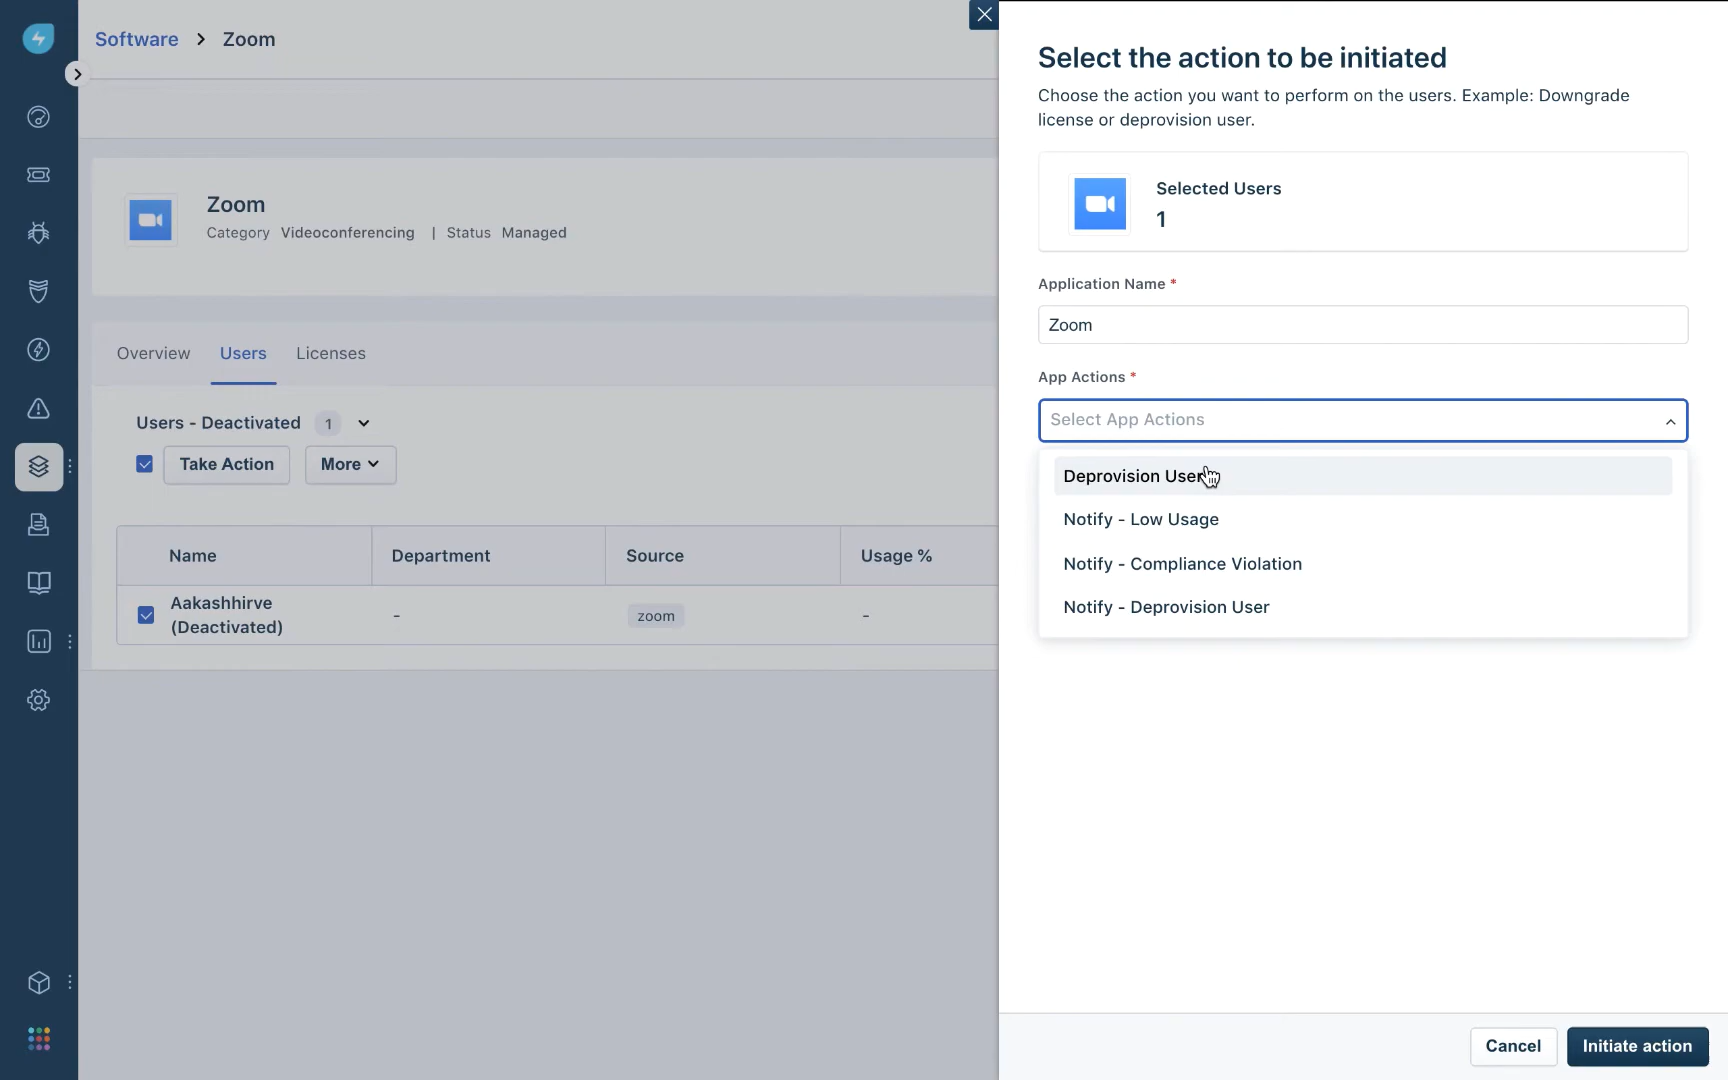 Software > Zoom
Zoom
Category Videoconferencing | Status Managed
Overview Users Licenses
Users - Deactivated 1
Take Action More
Name Department Source Usage %
Aakashhirve
(Deactivated) - zoom -
Select the action to be initiated
Choose the action you want to perform on the users. Example: Downgrade
license or deprovision user.
Selected Users
1
Application Name *
Zoom
App Actions *
Select App Actions
Deprovision User
Notify - Low Usage
Notify - Compliance Violation
Notify - Deprovision User
Cancel Initiate action